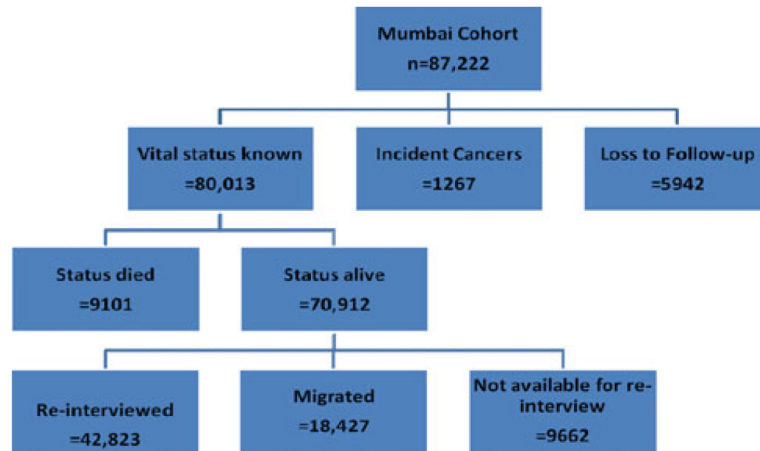 Mumbai Cohort
n=87,222
Vital status known
=80,013
Incident Cancers
=1267
Loss to Follow-up
=5942
Status died
=9101
Status alive
=70,912
Re-interviewed
=42,823
Migrated
=18,427
Not available for re-
interview
=9662